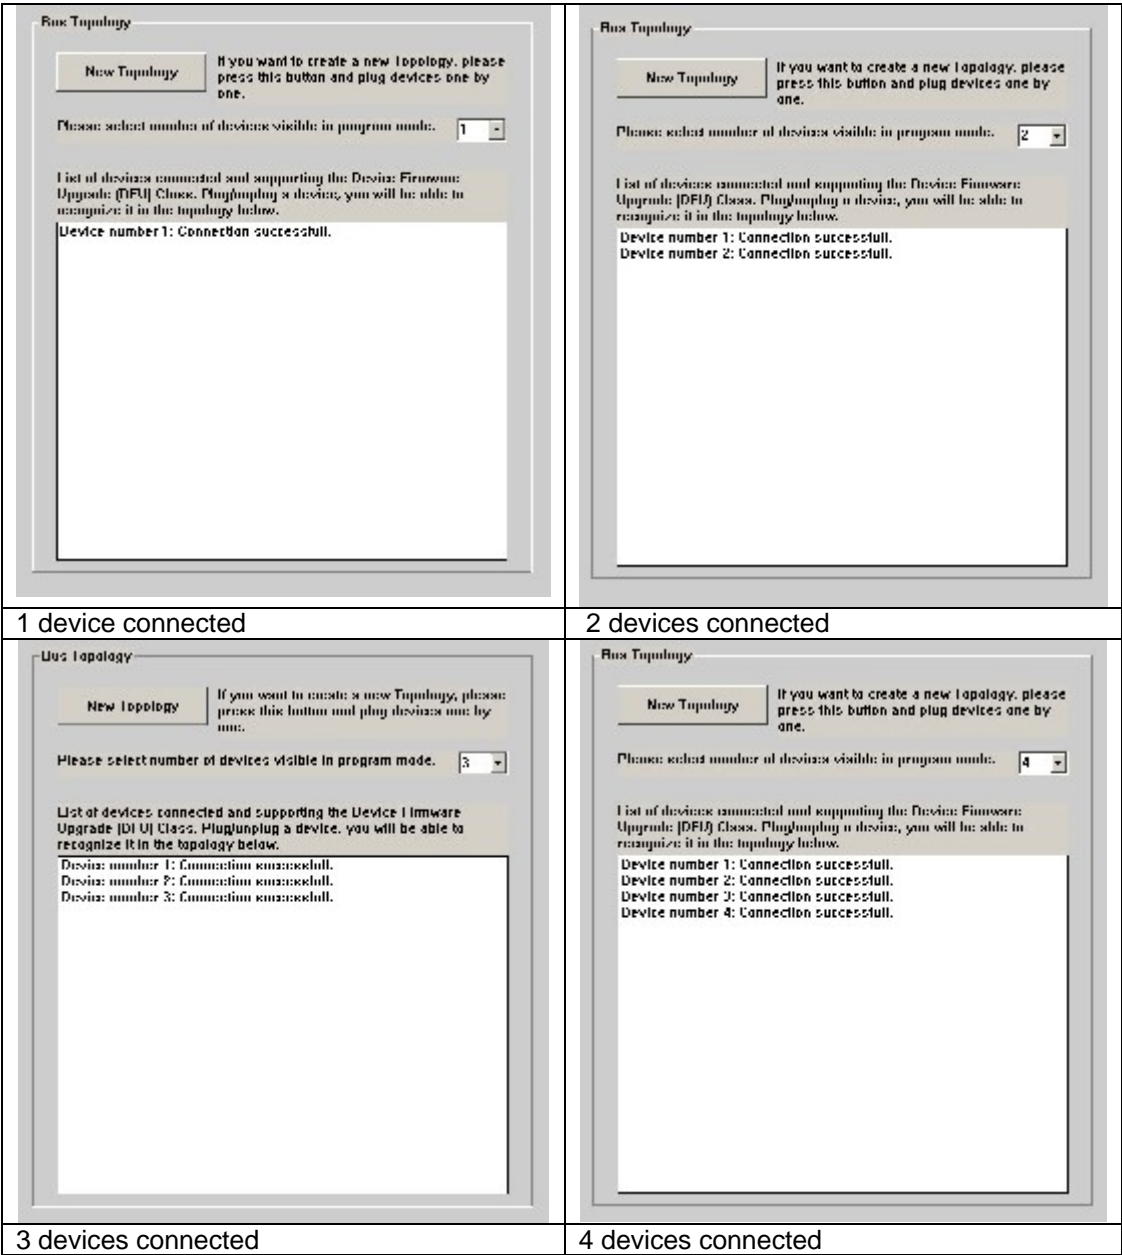 Bus Topology
New Topology
If you want to create a new Topology, please
press this button and plug devices one by
one.
Please select number of devices visible in program mode.
1
List of devices connected and supporting the Device Firmware
Upgrade (DFU) Class. Plug/unplug a device, you will be able to
recognize it in the topology below.
Device number 1: Connection successfull.
1 device connected
Bus Topology
New Topology
If you want to create a new Topology, please
press this button and plug devices one by
one.
Please select number of devices visible in program mode.
2
List of devices connected and supporting the Device Firmware
Upgrade (DFU) Class. Plug/unplug a device, you will be able to
recognize it in the topology below.
Device number 1: Connection successfull.
Device number 2: Connection successfull.
2 devices connected
Bus Topology
New Topology
If you want to create a new Topology, please
press this button and plug devices one by
one.
Please select number of devices visible in program mode.
3
List of devices connected and supporting the Device Firmware
Upgrade (DFU) Class. Plug/unplug a device, you will be able to
recognize it in the topology below.
Device number 1: Connection successfull.
Device number 2: Connection successfull.
Device number 3: Connection successfull.
3 devices connected
Bus Topology
New Topology
If you want to create a new Topology, please
press this button and plug devices one by
one.
Please select number of devices visible in program mode.
4
List of devices connected and supporting the Device Firmware
Upgrade (DFU) Class. Plug/unplug a device, you will be able to
recognize it in the topology below.
Device number 1: Connection successfull.
Device number 2: Connection successfull.
Device number 3: Connection successfull.
Device number 4: Connection successfull.
4 devices connected